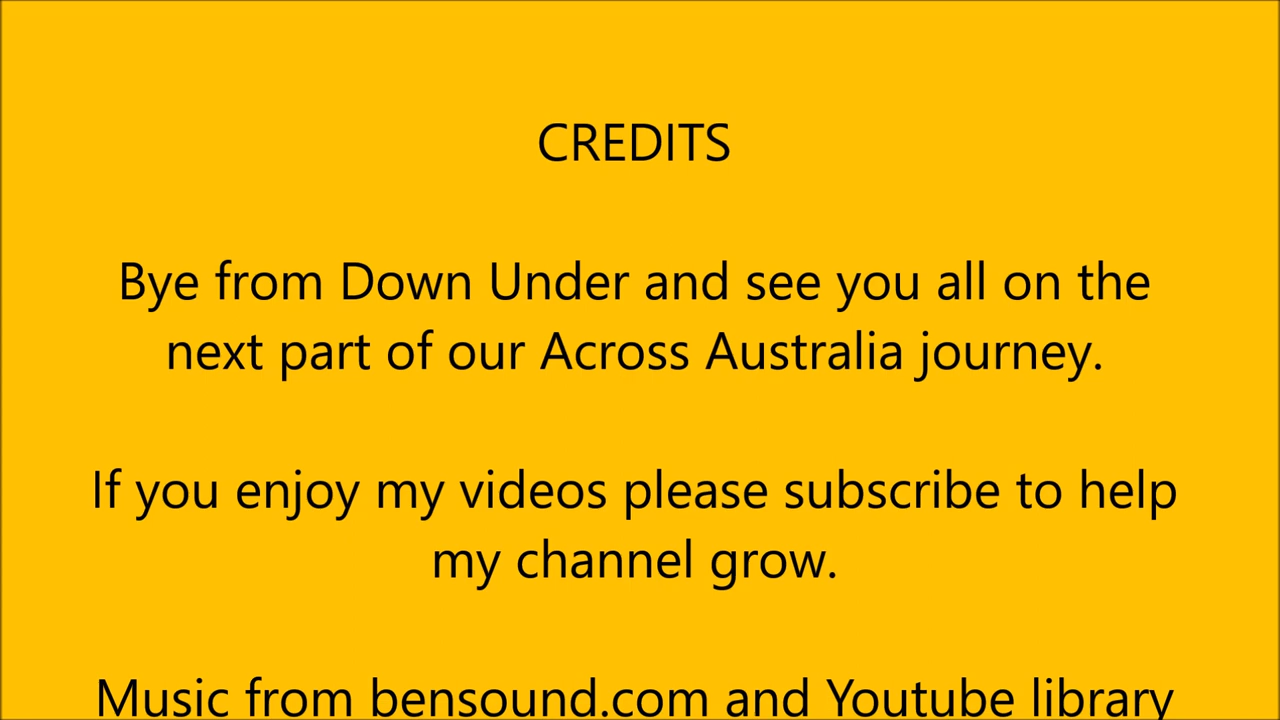 CREDITS
Bye from Down Under and see you all on the
next part of our Across Australia journey.
If you enjoy my videos please subscribe to help
my channel grow.
Music from bensound.com and Youtube library